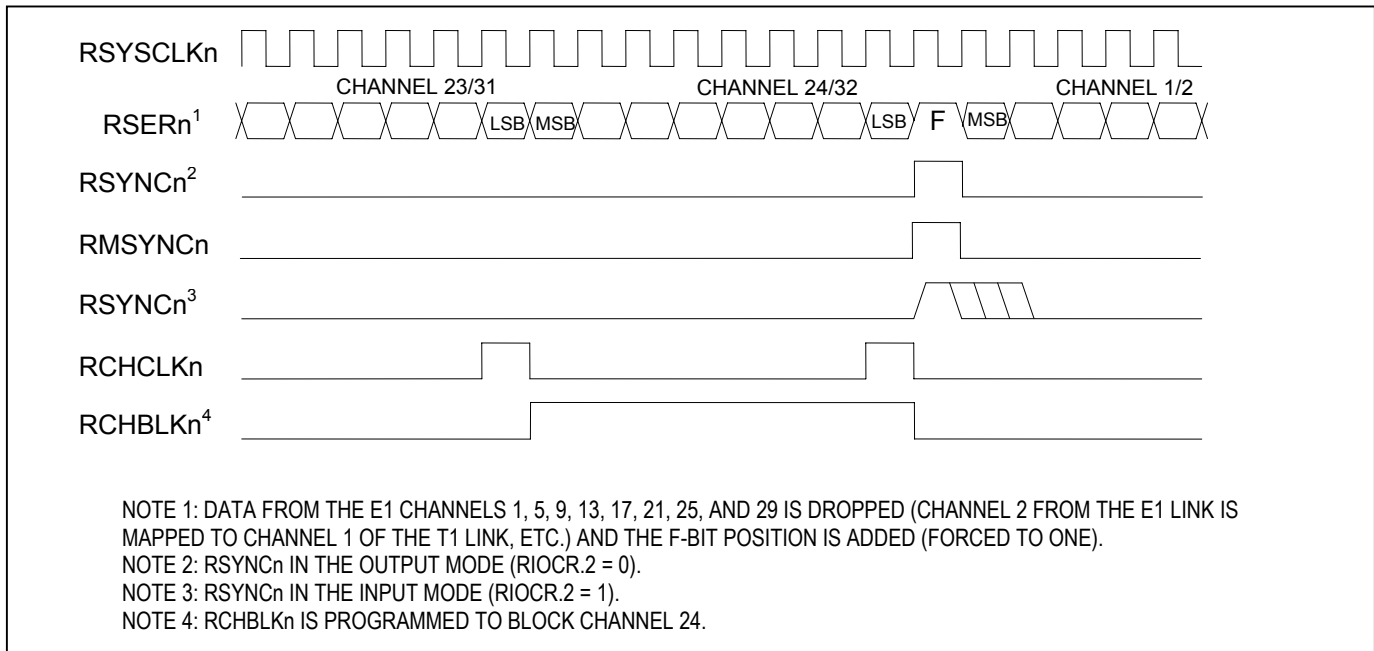 RSYSCLKn
CHANNEL 23/31 CHANNEL 24/32 CHANNEL 1/2
RSERn1 LSB MSB LSB F MSB
RSYNCn2
RMSYNCn
RSYNCn3
RCHCLKn
RCHBLKn4
NOTE 1: DATA FROM THE E1 CHANNELS 1, 5, 9, 13, 17, 21, 25, AND 29 IS DROPPED (CHANNEL 2 FROM THE E1 LINK IS
MAPPED TO CHANNEL 1 OF THE T1 LINK, ETC.) AND THE F-BIT POSITION IS ADDED (FORCED TO ONE).
NOTE 2: RSYNCn IN THE OUTPUT MODE (RIOCR.2 = 0).
NOTE 3: RSYNCn IN THE INPUT MODE (RIOCR.2 = 1).
NOTE 4: RCHBLKn IS PROGRAMMED TO BLOCK CHANNEL 24.